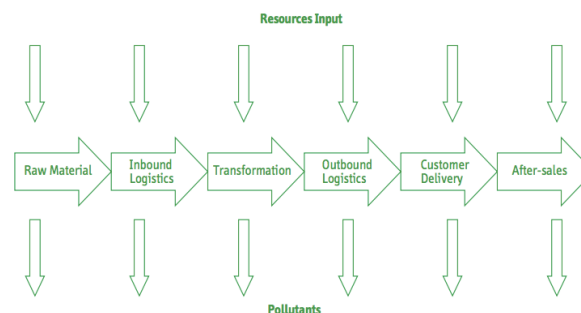 Resources Input
Raw Material
Inbound
Logistics
Transformation
Outbound
Logistics
Customer
Delivery
After-sales
Pollutants